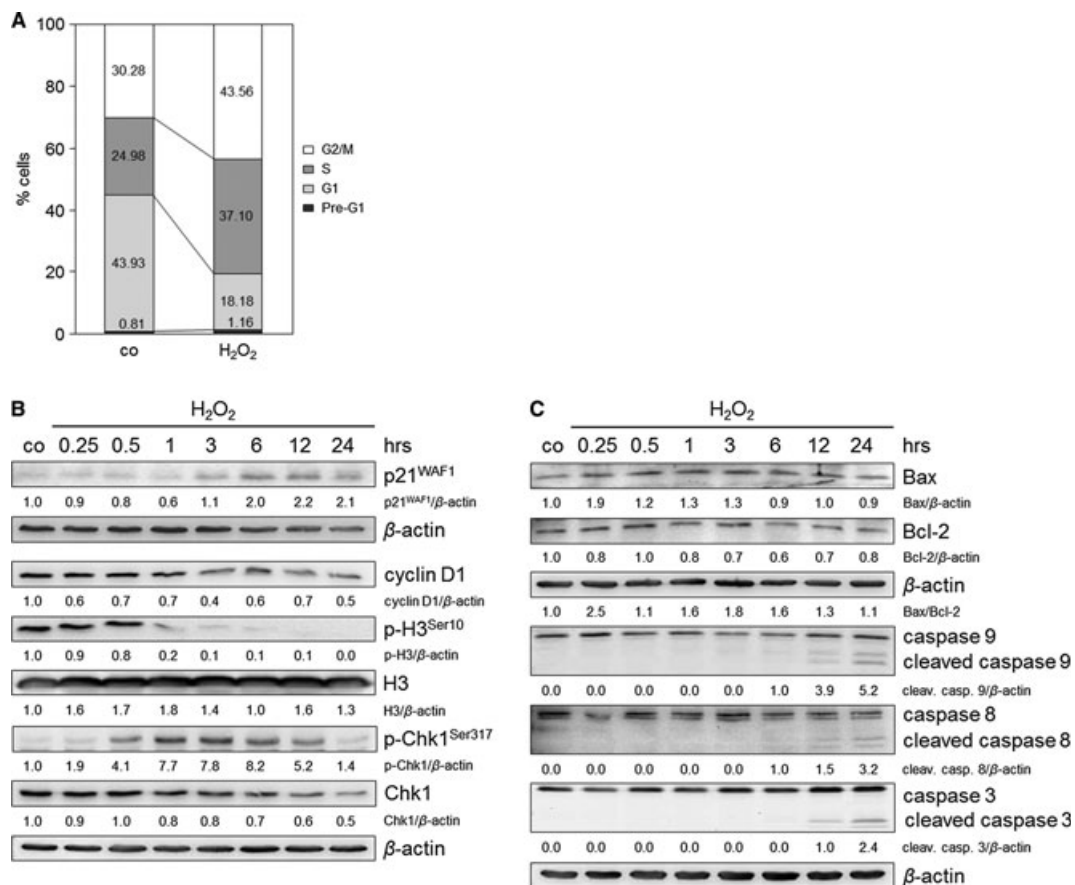 A
100
80
60
40
20
0
% cells
30.28
24.98
43.93
0.81
43.56
37.10
18.18
1.16
co
H₂O₂
G2/M
S
G1
Pre-G1
B
H₂O₂
co 0.25 0.5 1 3 6 12 24 hrs
p21^WAF1
1.0 0.9 0.8 0.6 1.1 2.0 2.2 2.1 p21^WAF1/β-actin
β-actin
cyclin D1
1.0 0.6 0.7 0.7 0.4 0.6 0.7 0.5 cyclin D1/β-actin
p-H3^Ser10
1.0 0.9 0.8 0.2 0.1 0.1 0.1 0.0 p-H3/β-actin
H3
1.0 1.6 1.7 1.8 1.4 1.0 1.6 1.3 H3/β-actin
p-Chk1^Ser317
1.0 1.9 4.1 7.7 7.8 8.2 5.2 1.4 p-Chk1/β-actin
Chk1
1.0 0.9 1.0 0.8 0.8 0.7 0.6 0.5 Chk1/β-actin
β-actin
C
H₂O₂
co 0.25 0.5 1 3 6 12 24 hrs
Bax
1.0 1.9 1.2 1.3 1.3 0.9 1.0 0.9 Bax/β-actin
Bcl-2
1.0 0.8 1.0 0.8 0.7 0.6 0.7 0.8 Bcl-2/β-actin
β-actin
1.0 2.5 1.1 1.6 1.8 1.6 1.3 1.1 Bax/Bcl-2
caspase 9
cleaved caspase 9
0.0 0.0 0.0 0.0 0.0 1.0 3.9 5.2 cleav. casp. 9/β-actin
caspase 8
cleaved caspase 8
0.0 0.0 0.0 0.0 0.0 1.0 1.5 3.2 cleav. casp. 8/β-actin
caspase 3
cleaved caspase 3
0.0 0.0 0.0 0.0 0.0 0.0 1.0 2.4 cleav. casp. 3/β-actin
β-actin